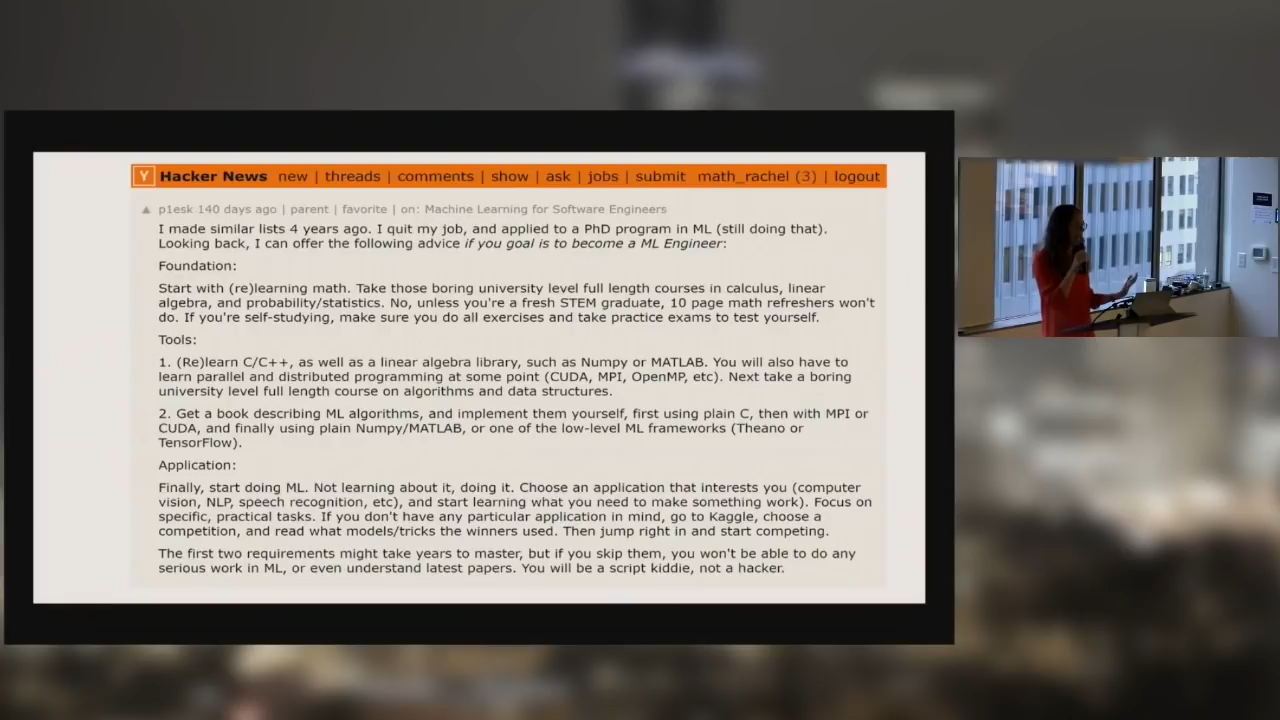 Y Hacker News new | threads | comments | show | ask | jobs | submit math_rachel (3) | logout
▲ p1esk 140 days ago | parent | favorite | on: Machine Learning for Software Engineers
I made similar lists 4 years ago. I quit my job, and applied to a PhD program in ML (still doing that).
Looking back, I can offer the following advice if you goal is to become a ML Engineer:
Foundation:
Start with (re)learning math. Take those boring university level full length courses in calculus, linear
algebra, and probability/statistics. No, unless you're a fresh STEM graduate, 10 page math refreshers won't
do. If you're self-studying, make sure you do all exercises and take practice exams to test yourself.
Tools:
1. (Re)learn C/C++, as well as a linear algebra library, such as Numpy or MATLAB. You will also have to
learn parallel and distributed programming at some point (CUDA, MPI, OpenMP, etc). Next take a boring
university level full length course on algorithms and data structures.
2. Get a book describing ML algorithms, and implement them yourself, first using plain C, then with MPI or
CUDA, and finally using plain Numpy/MATLAB, or one of the low-level ML frameworks (Theano or
TensorFlow).
Application:
Finally, start doing ML. Not learning about it, doing it. Choose an application that interests you (computer
vision, NLP, speech recognition, etc), and start learning what you need to make something work). Focus on
specific, practical tasks. If you don't have any particular application in mind, go to Kaggle, choose a
competition, and read what models/tricks the winners used. Then jump right in and start competing.
The first two requirements might take years to master, but if you skip them, you won't be able to do any
serious work in ML, or even understand latest papers. You will be a script kiddie, not a hacker.